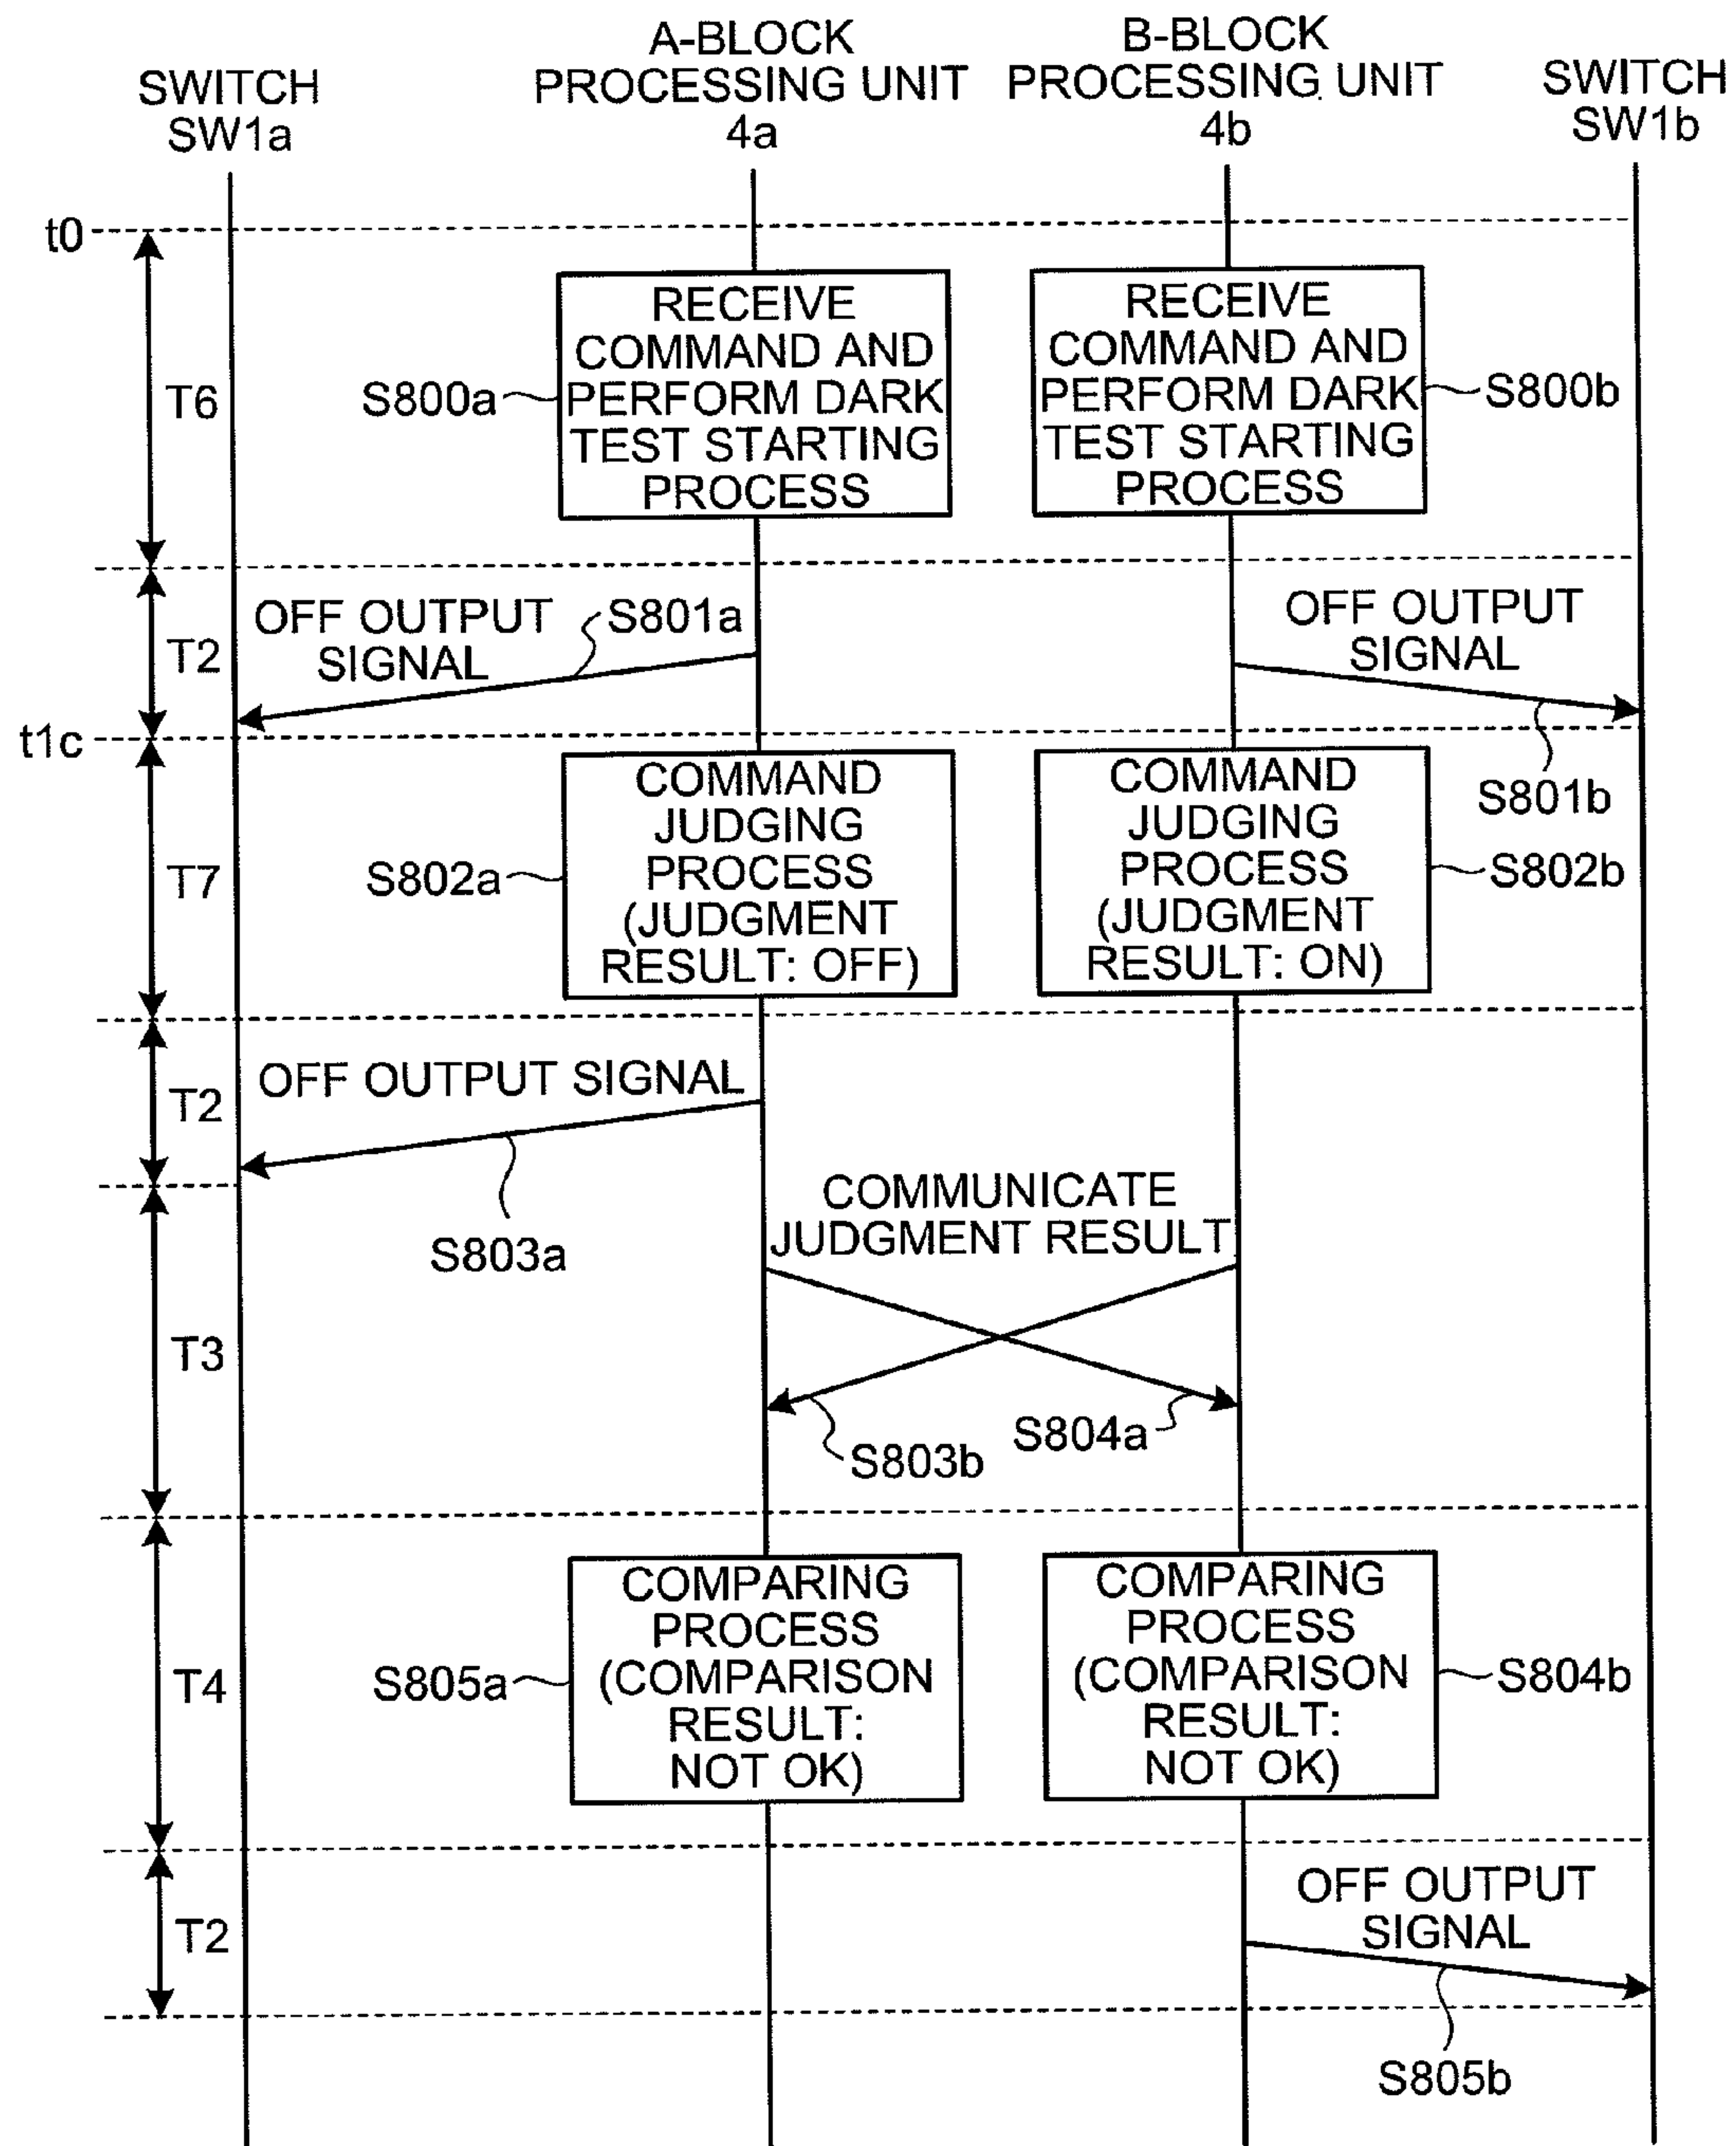 SWITCH
SW1a
A-BLOCK
PROCESSING UNIT
4a
B-BLOCK
PROCESSING UNIT
4b
SWITCH
SW1b
t0
T6
S800a
RECEIVE
COMMAND AND
PERFORM DARK
TEST STARTING
PROCESS
RECEIVE
COMMAND AND
PERFORM DARK
TEST STARTING
PROCESS
S800b
T2
OFF OUTPUT
SIGNAL
S801a
OFF OUTPUT
SIGNAL
S801b
t1c
T7
S802a
COMMAND
JUDGING
PROCESS
(JUDGMENT
RESULT: OFF)
COMMAND
JUDGING
PROCESS
(JUDGMENT
RESULT: ON)
S802b
T2
OFF OUTPUT SIGNAL
S803a
T3
COMMUNICATE
JUDGMENT RESULT
S803b
S804a
T4
S805a
COMPARING
PROCESS
(COMPARISON
RESULT:
NOT OK)
COMPARING
PROCESS
(COMPARISON
RESULT:
NOT OK)
S804b
T2
OFF OUTPUT
SIGNAL
S805b